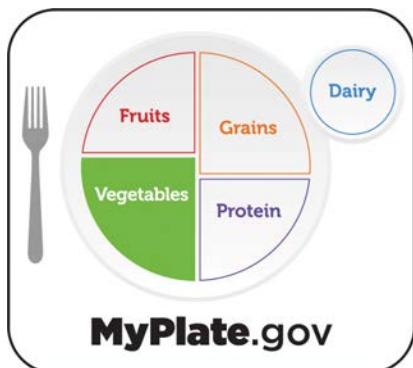 Dairy
Fruits
Grains
Vegetables
Protein
MyPlate.gov